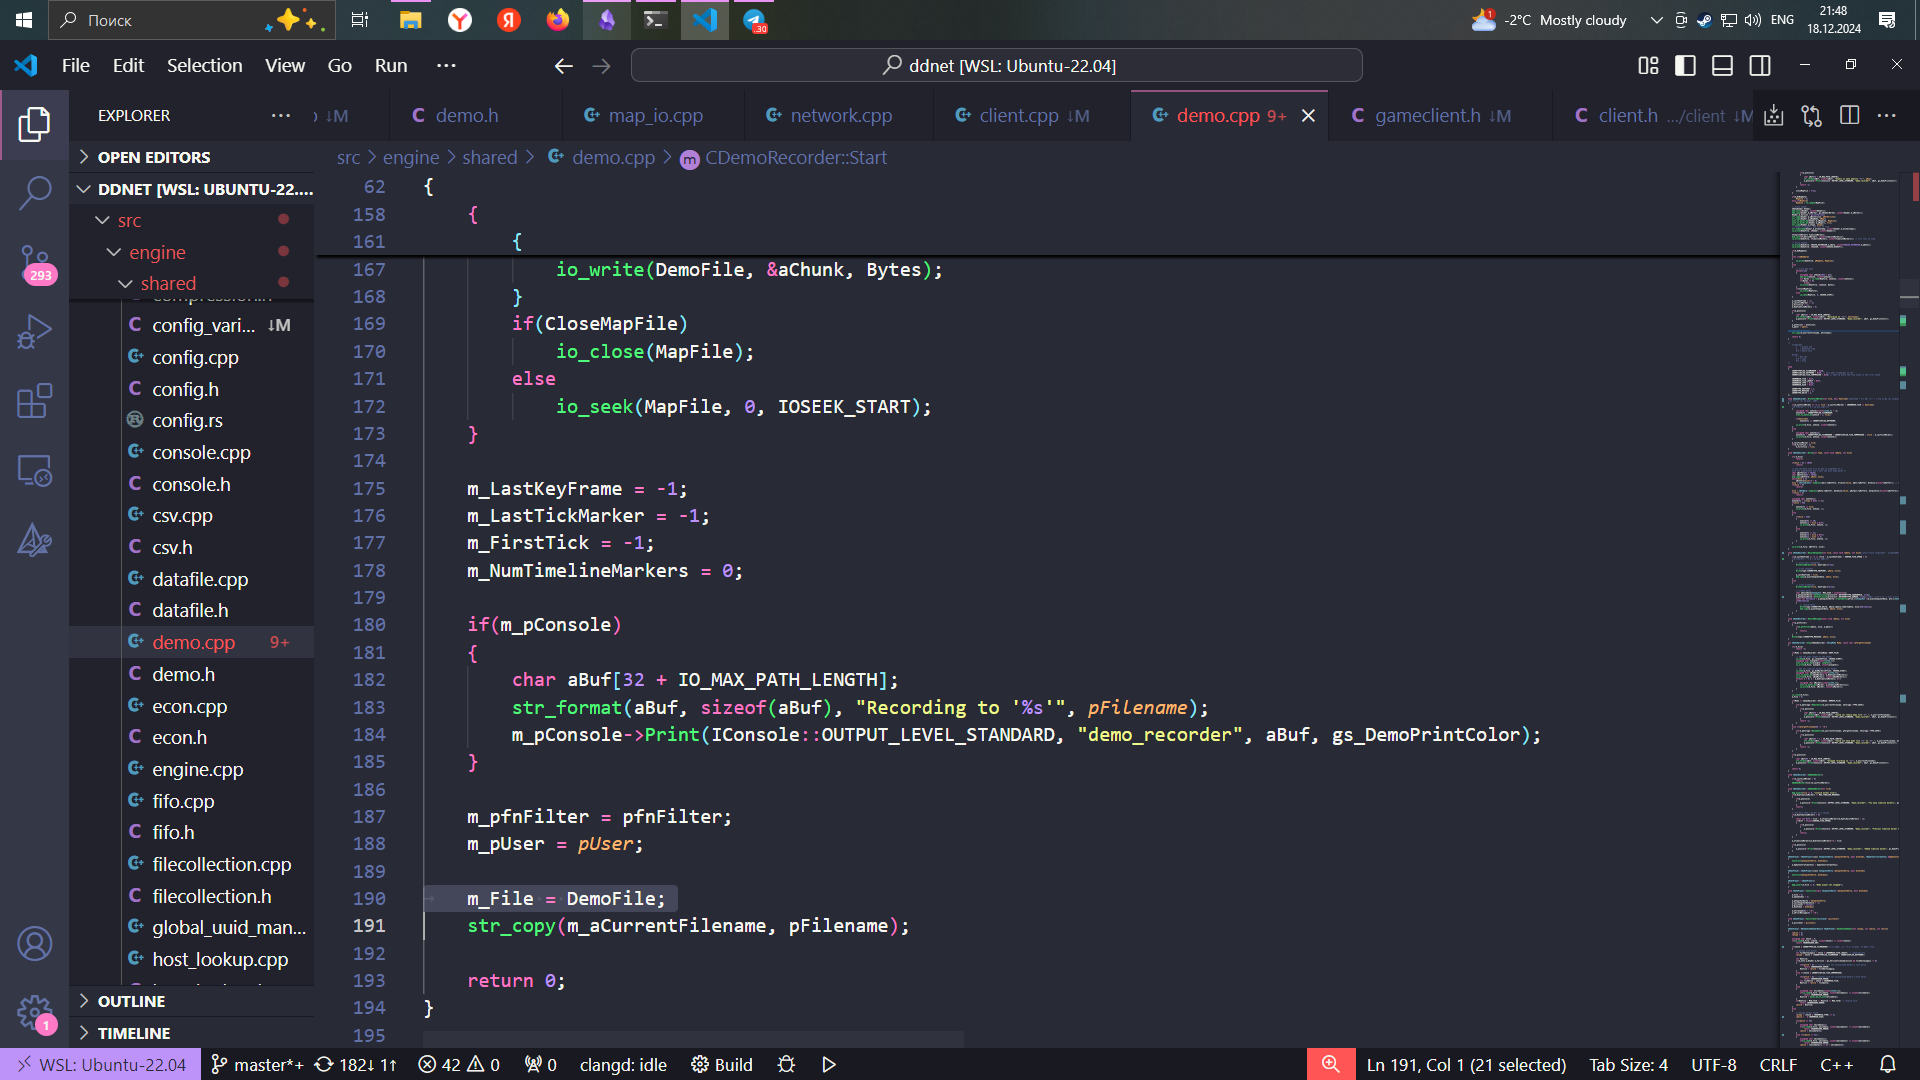 Поиск
30
1
-2°C Mostly cloudy
ENG
21:48
18.12.2024
File Edit Selection View Go Run ...
ddnet [WSL: Ubuntu-22.04]
EXPLORER
↓M
demo.h
map_io.cpp
network.cpp
client.cpp ↓M
demo.cpp 9+
gameclient.h ↓M
client.h .../client ↓M
OPEN EDITORS
DDNET [WSL: UBUNTU-22....
src
engine
shared
config_vari... ↓M
config.cpp
config.h
config.rs
console.cpp
console.h
csv.cpp
csv.h
datafile.cpp
datafile.h
demo.cpp 9+
demo.h
econ.cpp
econ.h
engine.cpp
fifo.cpp
fifo.h
filecollection.cpp
filecollection.h
global_uuid_man...
host_lookup.cpp
OUTLINE
TIMELINE
293
1
src > engine > shared > demo.cpp > CDemoRecorder::Start
62 {
158 {
161 {
167 io_write(DemoFile, &aChunk, Bytes);
168 }
169 if(CloseMapFile)
170 io_close(MapFile);
171 else
172 io_seek(MapFile, 0, IOSEEK_START);
173 }
174
175 m_LastKeyFrame = -1;
176 m_LastTickMarker = -1;
177 m_FirstTick = -1;
178 m_NumTimelineMarkers = 0;
179
180 if(m_pConsole)
181 {
182 char aBuf[32 + IO_MAX_PATH_LENGTH];
183 str_format(aBuf, sizeof(aBuf), "Recording to '%s'", pFilename);
184 m_pConsole->Print(IConsole::OUTPUT_LEVEL_STANDARD, "demo_recorder", aBuf, gs_DemoPrintColor);
185 }
186
187 m_pfnFilter = pfnFilter;
188 m_pUser = pUser;
189
190 m_File = DemoFile;
191 str_copy(m_aCurrentFilename, pFilename);
192
193 return 0;
194 }
195
WSL: Ubuntu-22.04
master*+
182↓ 1↑
42
0
0
clangd: idle
Build
Ln 191, Col 1 (21 selected)
Tab Size: 4
UTF-8
CRLF
C++